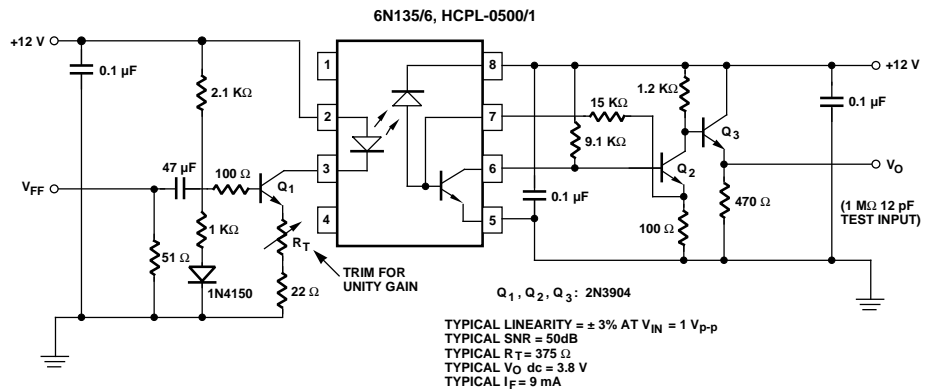 6N135/6, HCPL-0500/1
+12 V
0.1 µF
2.1 KΩ
47 µF
100 Ω
VFF
51 Ω
1 KΩ
1N4150
Q1
RT
22 Ω
TRIM FOR
UNITY GAIN
1
2
3
4
8
7
6
5
0.1 µF
15 KΩ
9.1 KΩ
1.2 KΩ
Q2
Q3
100 Ω
470 Ω
+12 V
0.1 µF
VO
(1 MΩ 12 pF
TEST INPUT)
Q1 , Q2 , Q3 : 2N3904
TYPICAL LINEARITY = ± 3% AT VIN = 1 Vp-p
TYPICAL SNR = 50dB
TYPICAL RT = 375 Ω
TYPICAL VO dc = 3.8 V
TYPICAL IF = 9 mA